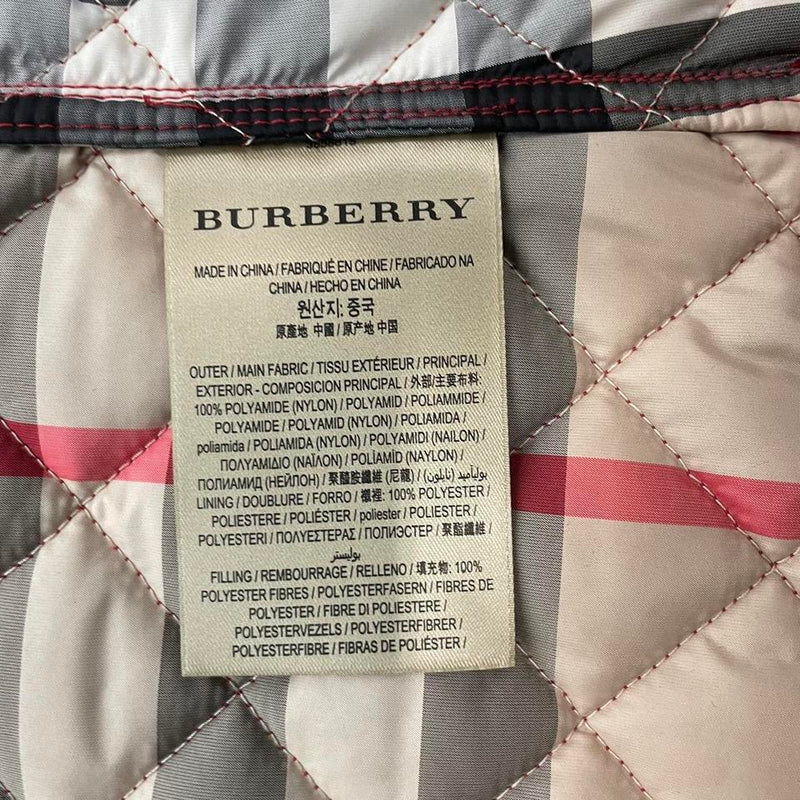 BURBERRY
MADE IN CHINA / FABRIQUÉ EN CHINE / FABRICADO NA
CHINA / HECHO EN CHINA
원산지: 중국
原產地 中國 / 原产地 中国
OUTER / MAIN FABRIC / TISSU EXTÉRIEUR / PRINCIPAL /
EXTERIOR - COMPOSICION PRINCIPAL / 外部/主要布料:
100% POLYAMIDE (NYLON) / POLYAMID / POLIAMMIDE /
POLYAMIDE / POLYAMID (NYLON) / POLIAMIDA /
poliamida / POLIAMIDA (NYLON) / POLYAMIDI (NAILON) /
ΠΟΛΥΑΜΙΔΙΟ (ΝΑΪΛΟΝ) / POLÍAMÍD (NAYLON) /
ПОЛИАМИД (НЕЙЛОН) / 聚醯胺纖維 (尼龍) / بولياميد (نايلون)
LINING / DOUBLURE / FORRO / 襯裡: 100% POLYESTER /
POLIESTERE / POLIÉSTER / poliester / POLIESTER /
POLYESTERI / ΠΟΛΥΕΣΤΕΡΑΣ / ПОЛИЭСТЕР / 聚酯纖維 /
بوليستر
FILLING / REMBOURRAGE / RELLENO / 填充物: 100%
POLYESTER FIBRES / POLYESTERFASERN / FIBRES DE
POLYESTER / FIBRE DI POLIESTERE /
POLYESTERVEZELS / POLYESTERFIBRER /
POLYESTERFIBRE / FIBRAS DE POLIÉSTER /